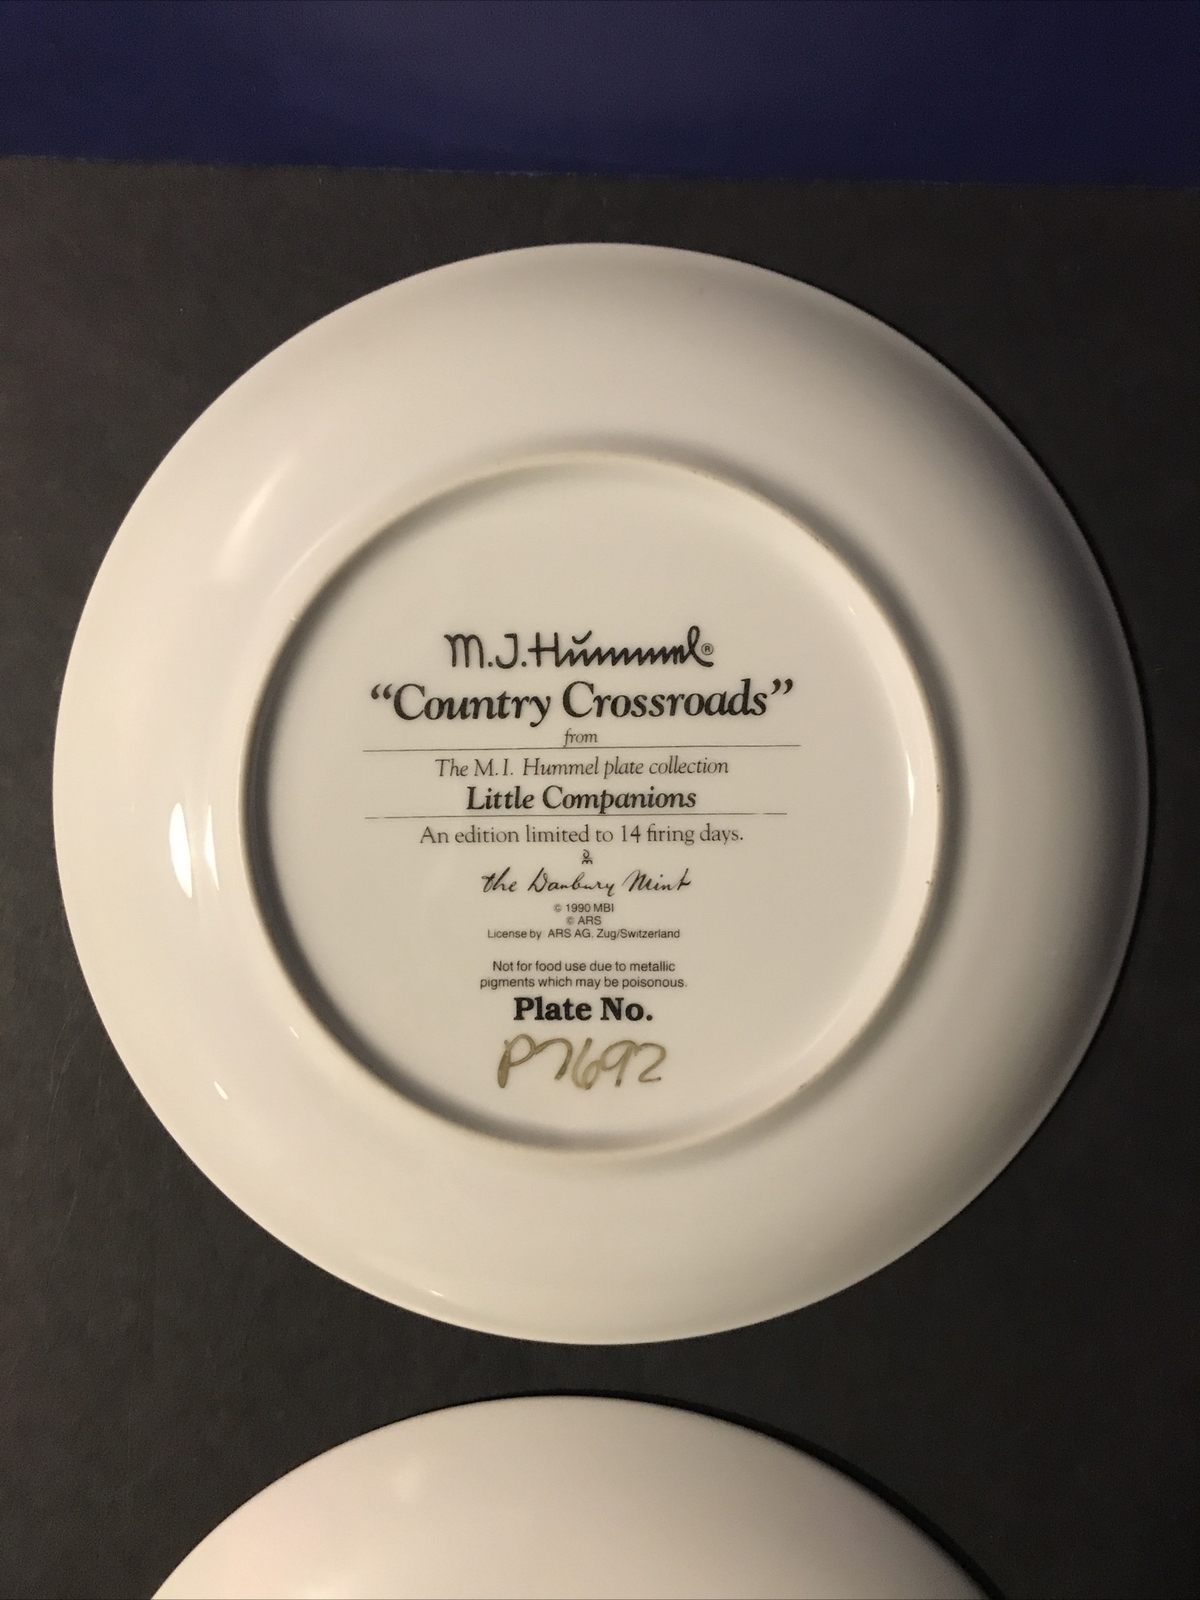 M.J. Hummel®
“Country Crossroads”
from
The M. I. Hummel plate collection
Little Companions
An edition limited to 14 firing days.
the Danbury Mint
© 1990 MBI
© ARS
License by ARS AG. Zug/Switzerland
Not for food use due to metallic
pigments which may be poisonous.
Plate No.
P7692